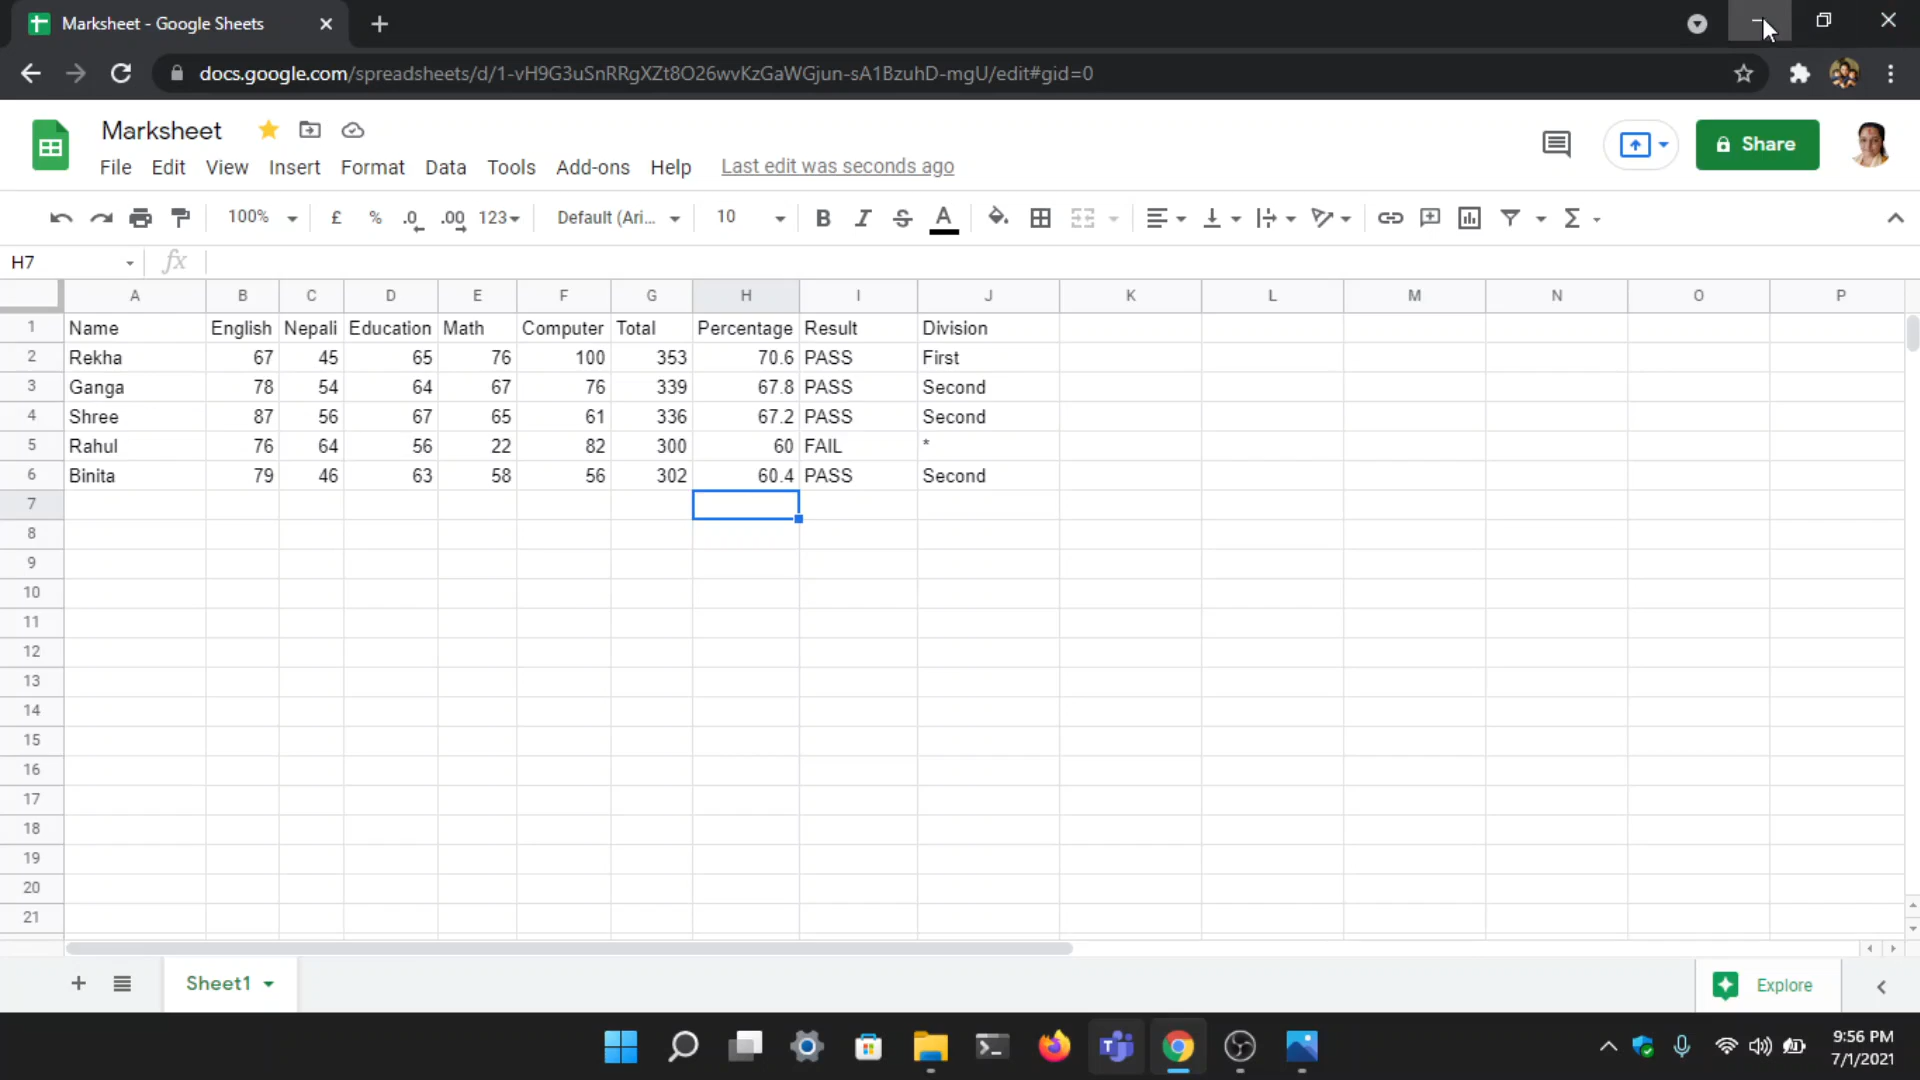 Marksheet - Google Sheets
docs.google.com/spreadsheets/d/1-vH9G3uSnRRgXZt8O26wvKzGaWGjun-sA1BzuhD-mgU/edit#gid=0
Marksheet
File Edit View Insert Format Data Tools Add-ons Help Last edit was seconds ago
Share
100% £ % .0 .00 123 Default (Ari... 10 B I S A Σ
H7 fx
A B C D E F G H I J K L M N O P
1 Name English Nepali Education Math Computer Total Percentage Result Division
2 Rekha 67 45 65 76 100 353 70.6 PASS First
3 Ganga 78 54 64 67 76 339 67.8 PASS Second
4 Shree 87 56 67 65 61 336 67.2 PASS Second
5 Rahul 76 64 56 22 82 300 60 FAIL *
6 Binita 79 46 63 58 56 302 60.4 PASS Second
7
8
9
10
11
12
13
14
15
16
17
18
19
20
21
Sheet1
Explore
9:56 PM
7/1/2021